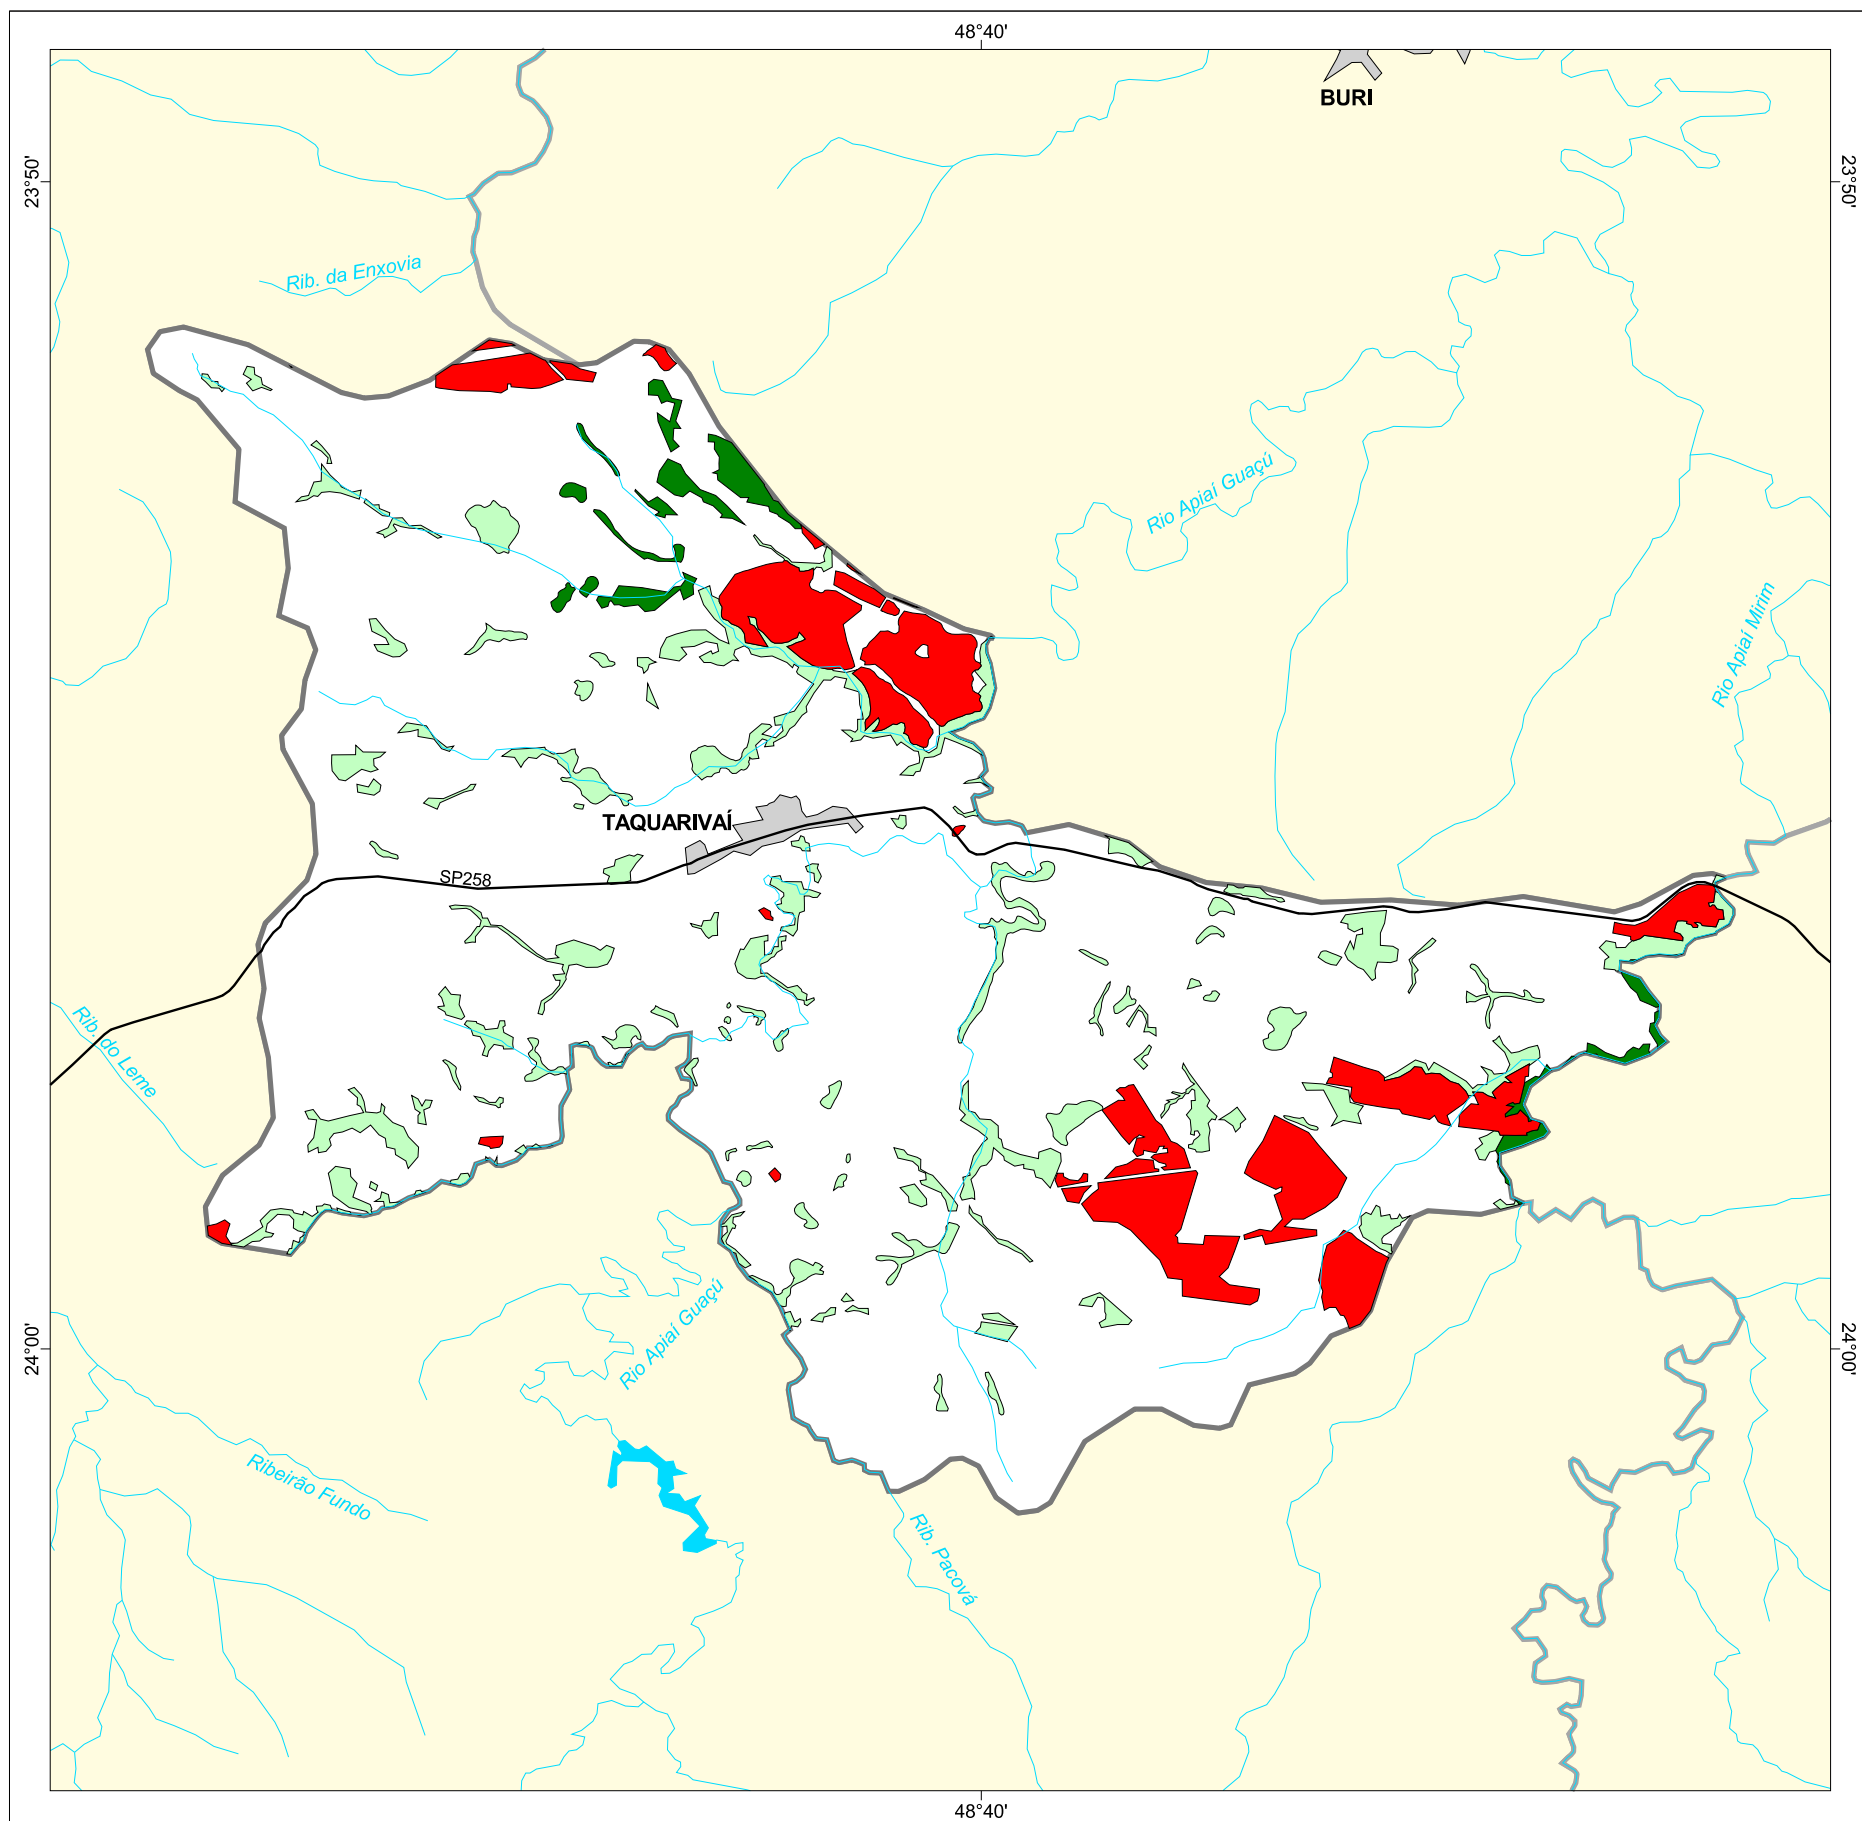 48°40'
BURI
23°50'
23°50'
Rib. da Enxovia
Rio Apiaí Guaçú
Rio Apiaí Mirim
TAQUARIVAÍ
SP258
Rib. do Leme
Rio Apiaí Guaçú
24°00'
24°00'
Ribeirão Fundo
Rib. Pacová
48°40'